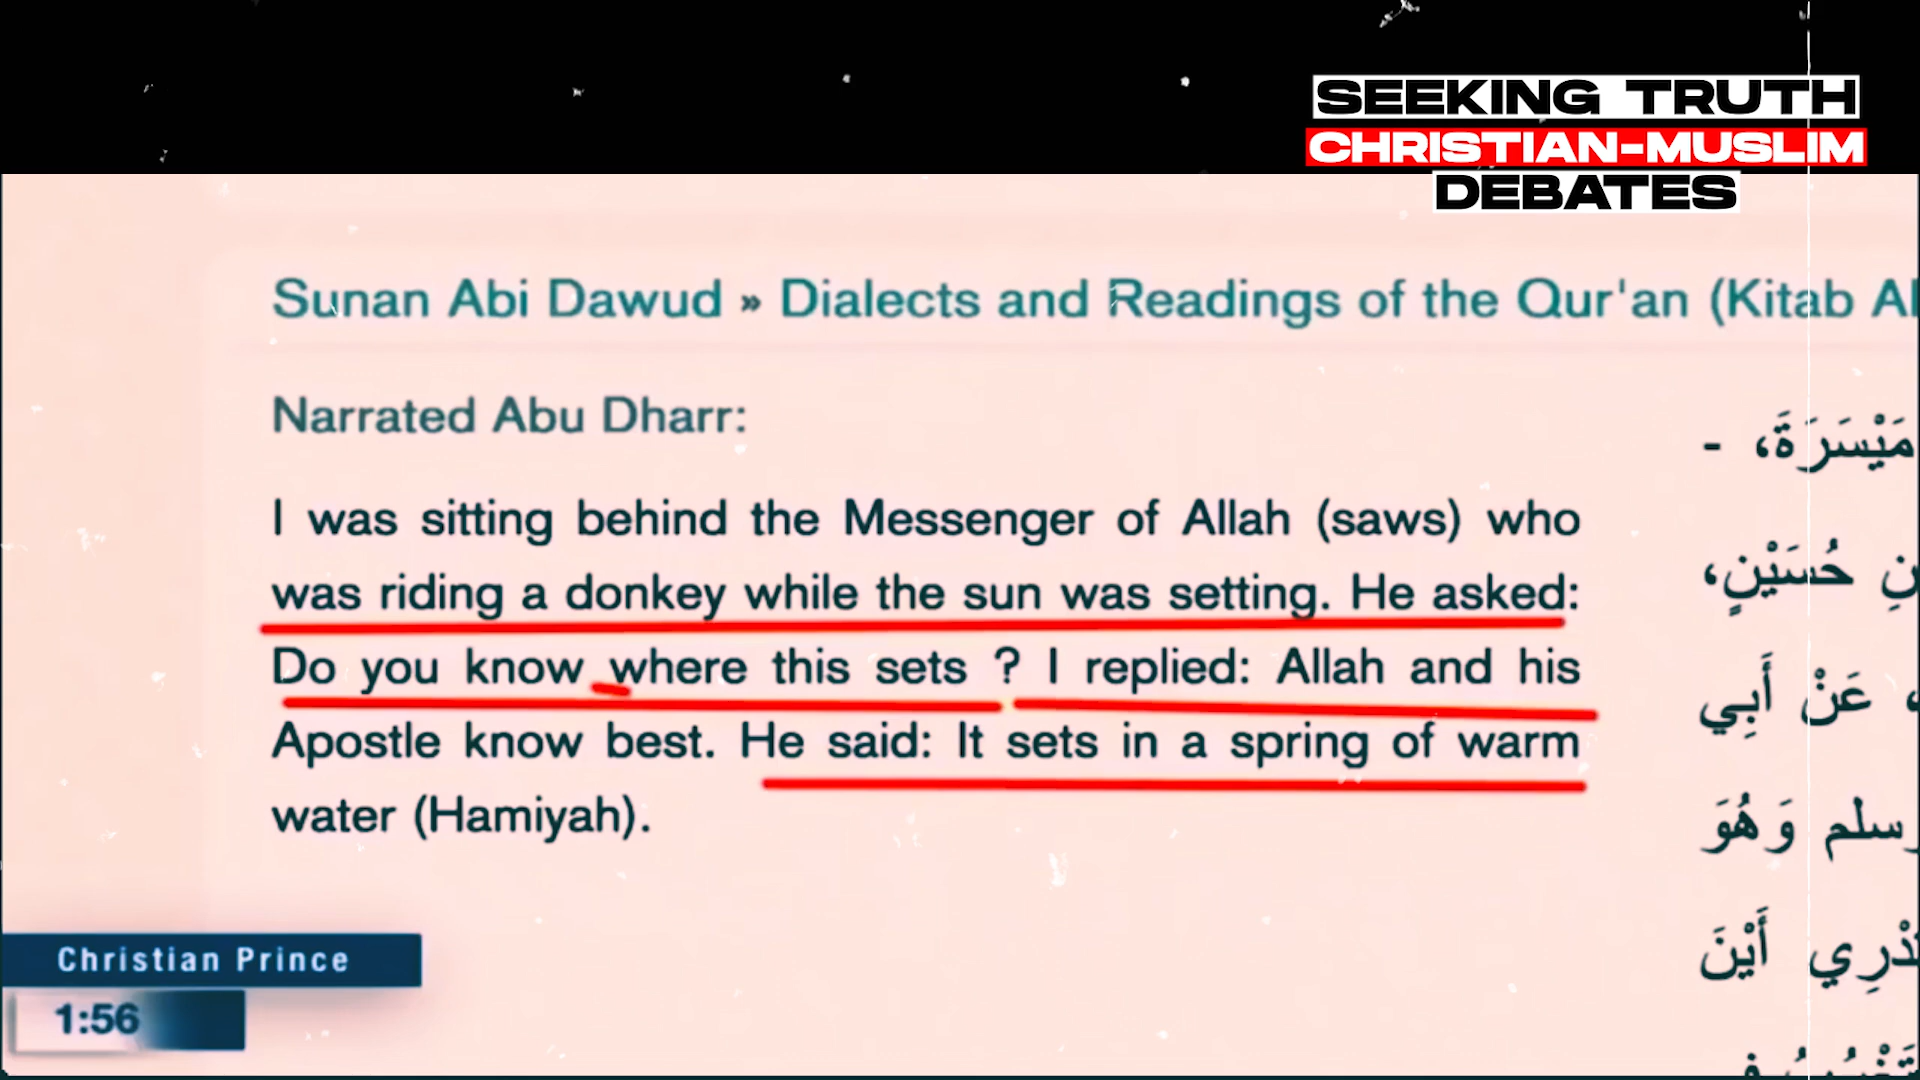 SEEKING TRUTH
CHRISTIAN-MUSLIM
DEBATES
Sunan Abi Dawud » Dialects and Readings of the Qur'an (Kitab Al
Narrated Abu Dharr:
I was sitting behind the Messenger of Allah (saws) who
was riding a donkey while the sun was setting. He asked:
Do you know where this sets ? I replied: Allah and his
Apostle know best. He said: It sets in a spring of warm
water (Hamiyah).
مَيْسَرَةَ، -
نِ حُسَيْنٍ،
، عَنْ أَبِي
وسلم وَهُوَ
أَيْنَ
Christian Prince
1:56